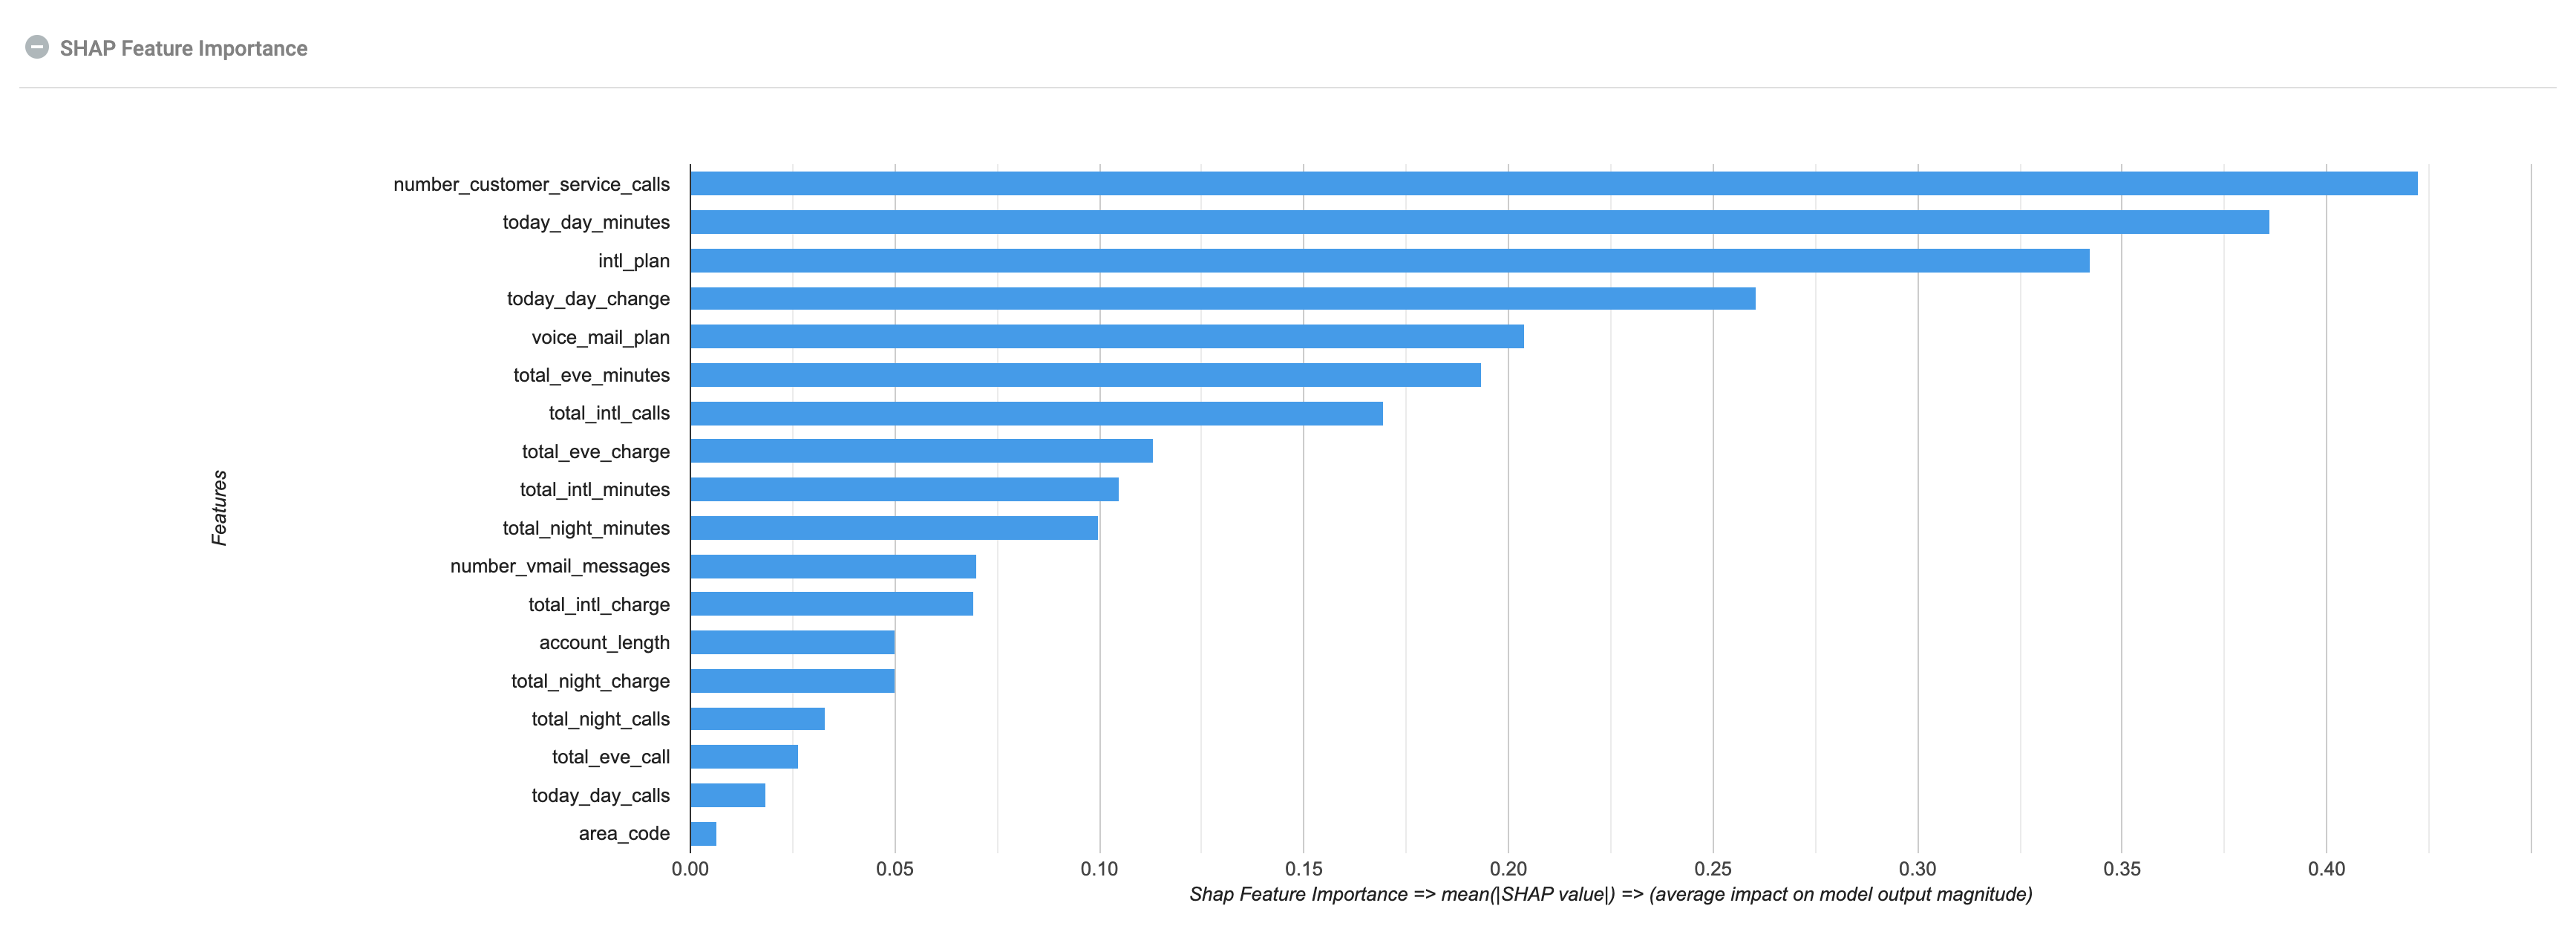 SHAP Feature Importance
number_customer_service_calls
today_day_minutes
intl_plan
today_day_change
voice_mail_plan
total_eve_minutes
total_intl_calls
total_eve_charge
total_intl_minutes
total_night_minutes
number_vmail_messages
total_intl_charge
account_length
total_night_charge
total_night_calls
total_eve_call
today_day_calls
area_code
Features
0.00 0.05 0.10 0.15 0.20 0.25 0.30 0.35 0.40
Shap Feature Importance => mean(|SHAP value|) => (average impact on model output magnitude)